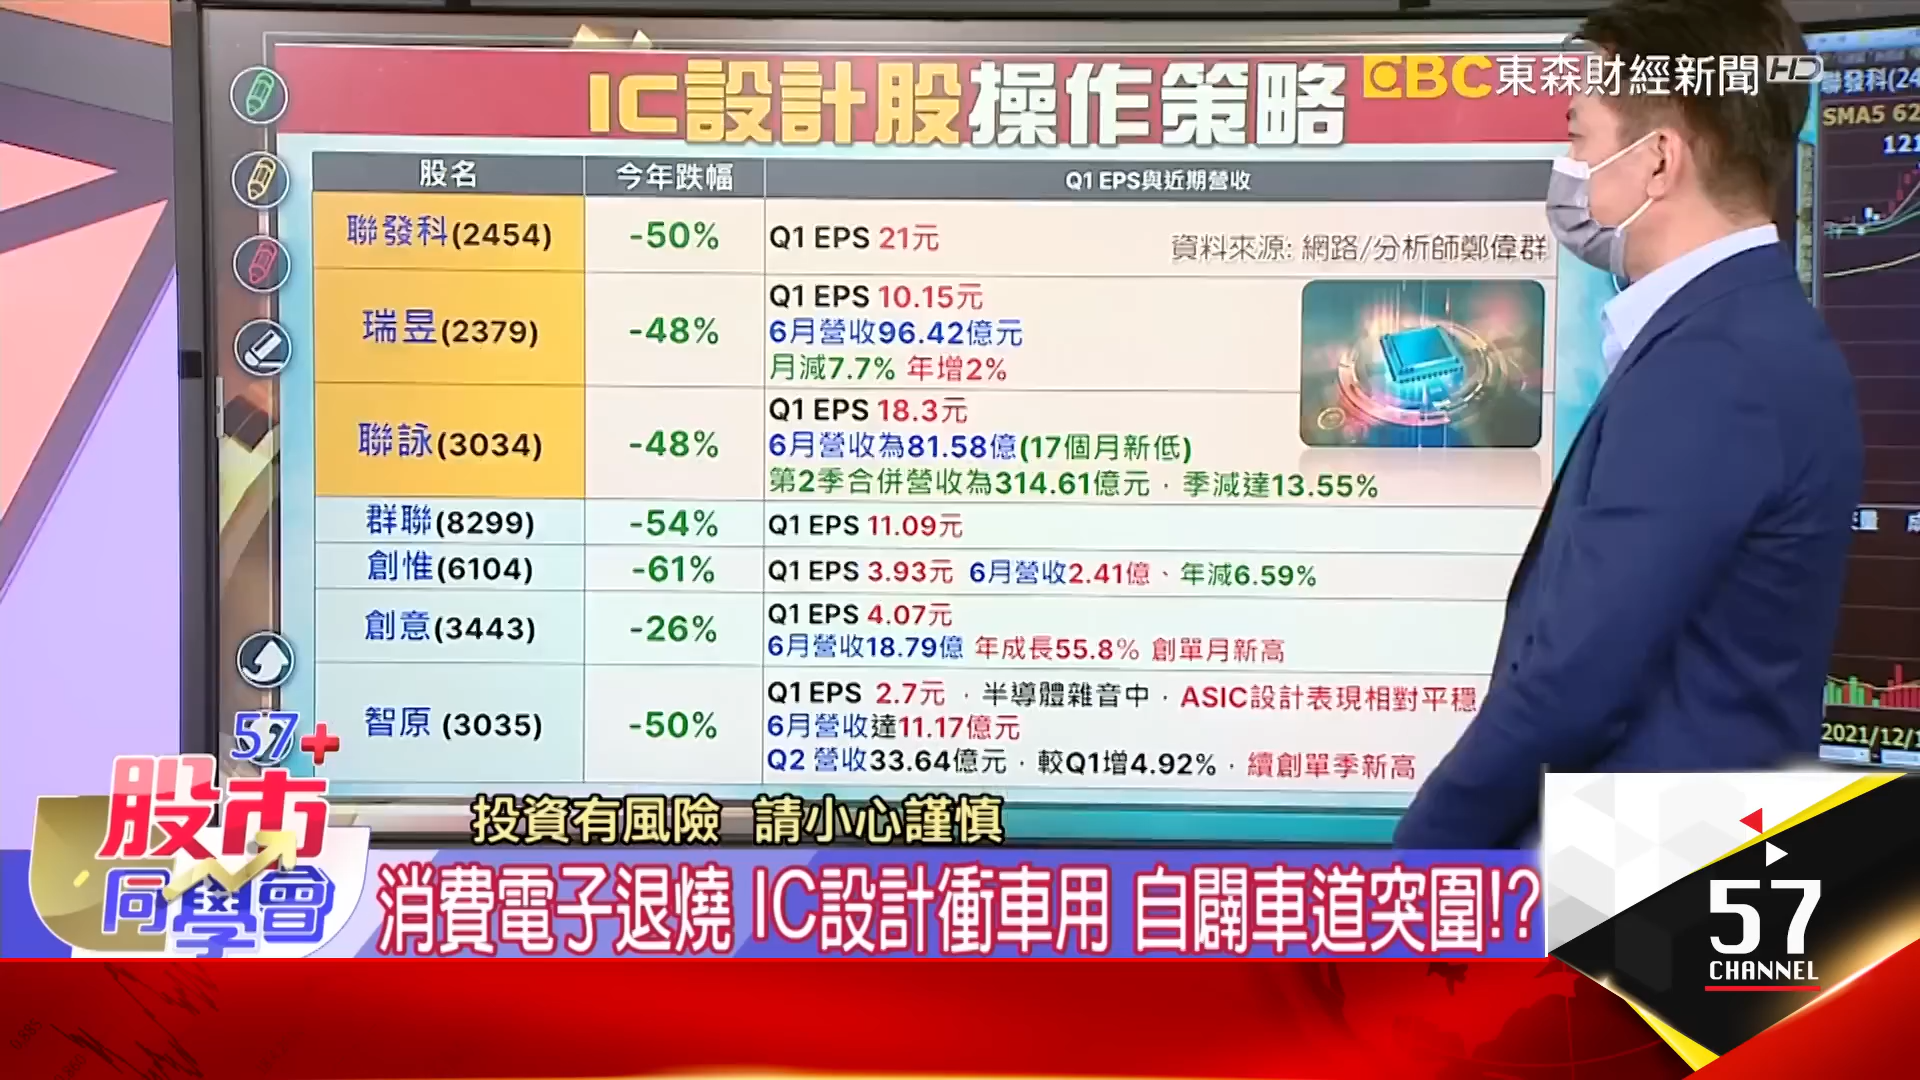 IC設計股操作策略
EBC東森財經新聞HD
股名 今年跌幅 Q1 EPS與近期營收
聯發科(2454) -50% Q1 EPS 21元
資料來源: 網路/分析師鄭偉群
瑞昱(2379) -48% Q1 EPS 10.15元
6月營收96.42億元
月減7.7% 年增2%
聯詠(3034) -48% Q1 EPS 18.3元
6月營收為81.58億(17個月新低)
第2季合併營收為314.61億元，季減達13.55%
群聯(8299) -54% Q1 EPS 11.09元
創惟(6104) -61% Q1 EPS 3.93元 6月營收2.41億、年減6.59%
創意(3443) -26% Q1 EPS 4.07元
6月營收18.79億 年成長55.8% 創單月新高
智原 (3035) -50% Q1 EPS 2.7元，半導體雜音中，ASIC設計表現相對平穩
6月營收達11.17億元
Q2 營收33.64億元，較Q1增4.92%，續創單季新高
SMA5 62
2021/12/1
57+
股市
同學會
投資有風險 請小心謹慎
消費電子退燒 IC設計衝車用 自闢車道突圍!?
57
CHANNEL